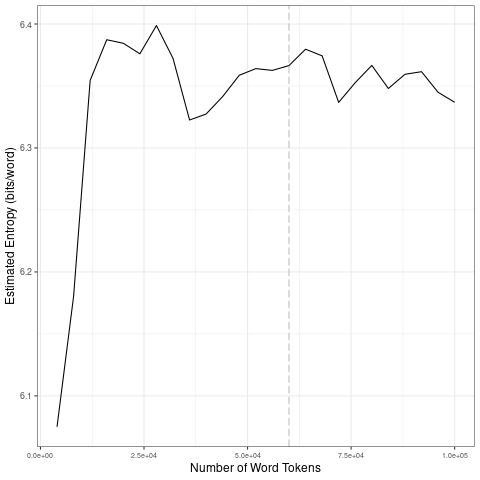 Estimated Entropy (bits/word)
6.4
6.3
6.2
6.1
0.0e+00 2.5e+04 5.0e+04 7.5e+04 1.0e+05
Number of Word Tokens